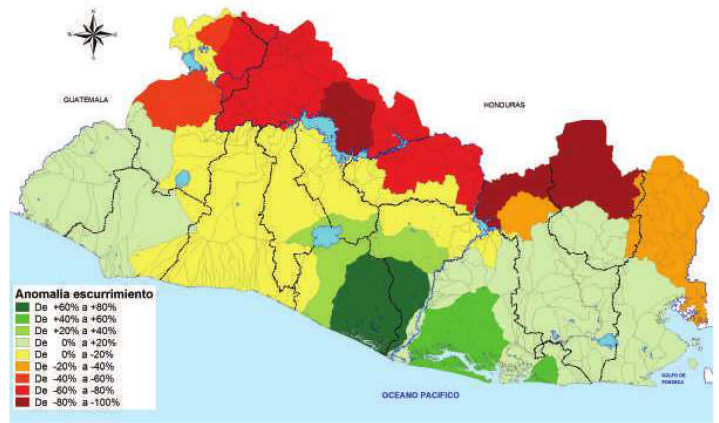 GUATEMALA
HONDURAS
Anomalía escurrimiento
De +60% a +80%
De +40% a +60%
De +20% a +40%
De 0% a +20%
De 0% a -20%
De -20% a -40%
De -40% a -60%
De -60% a -80%
De -80% a -100%
OCEANO PACIFICO
GOLFO DE
FONSECA